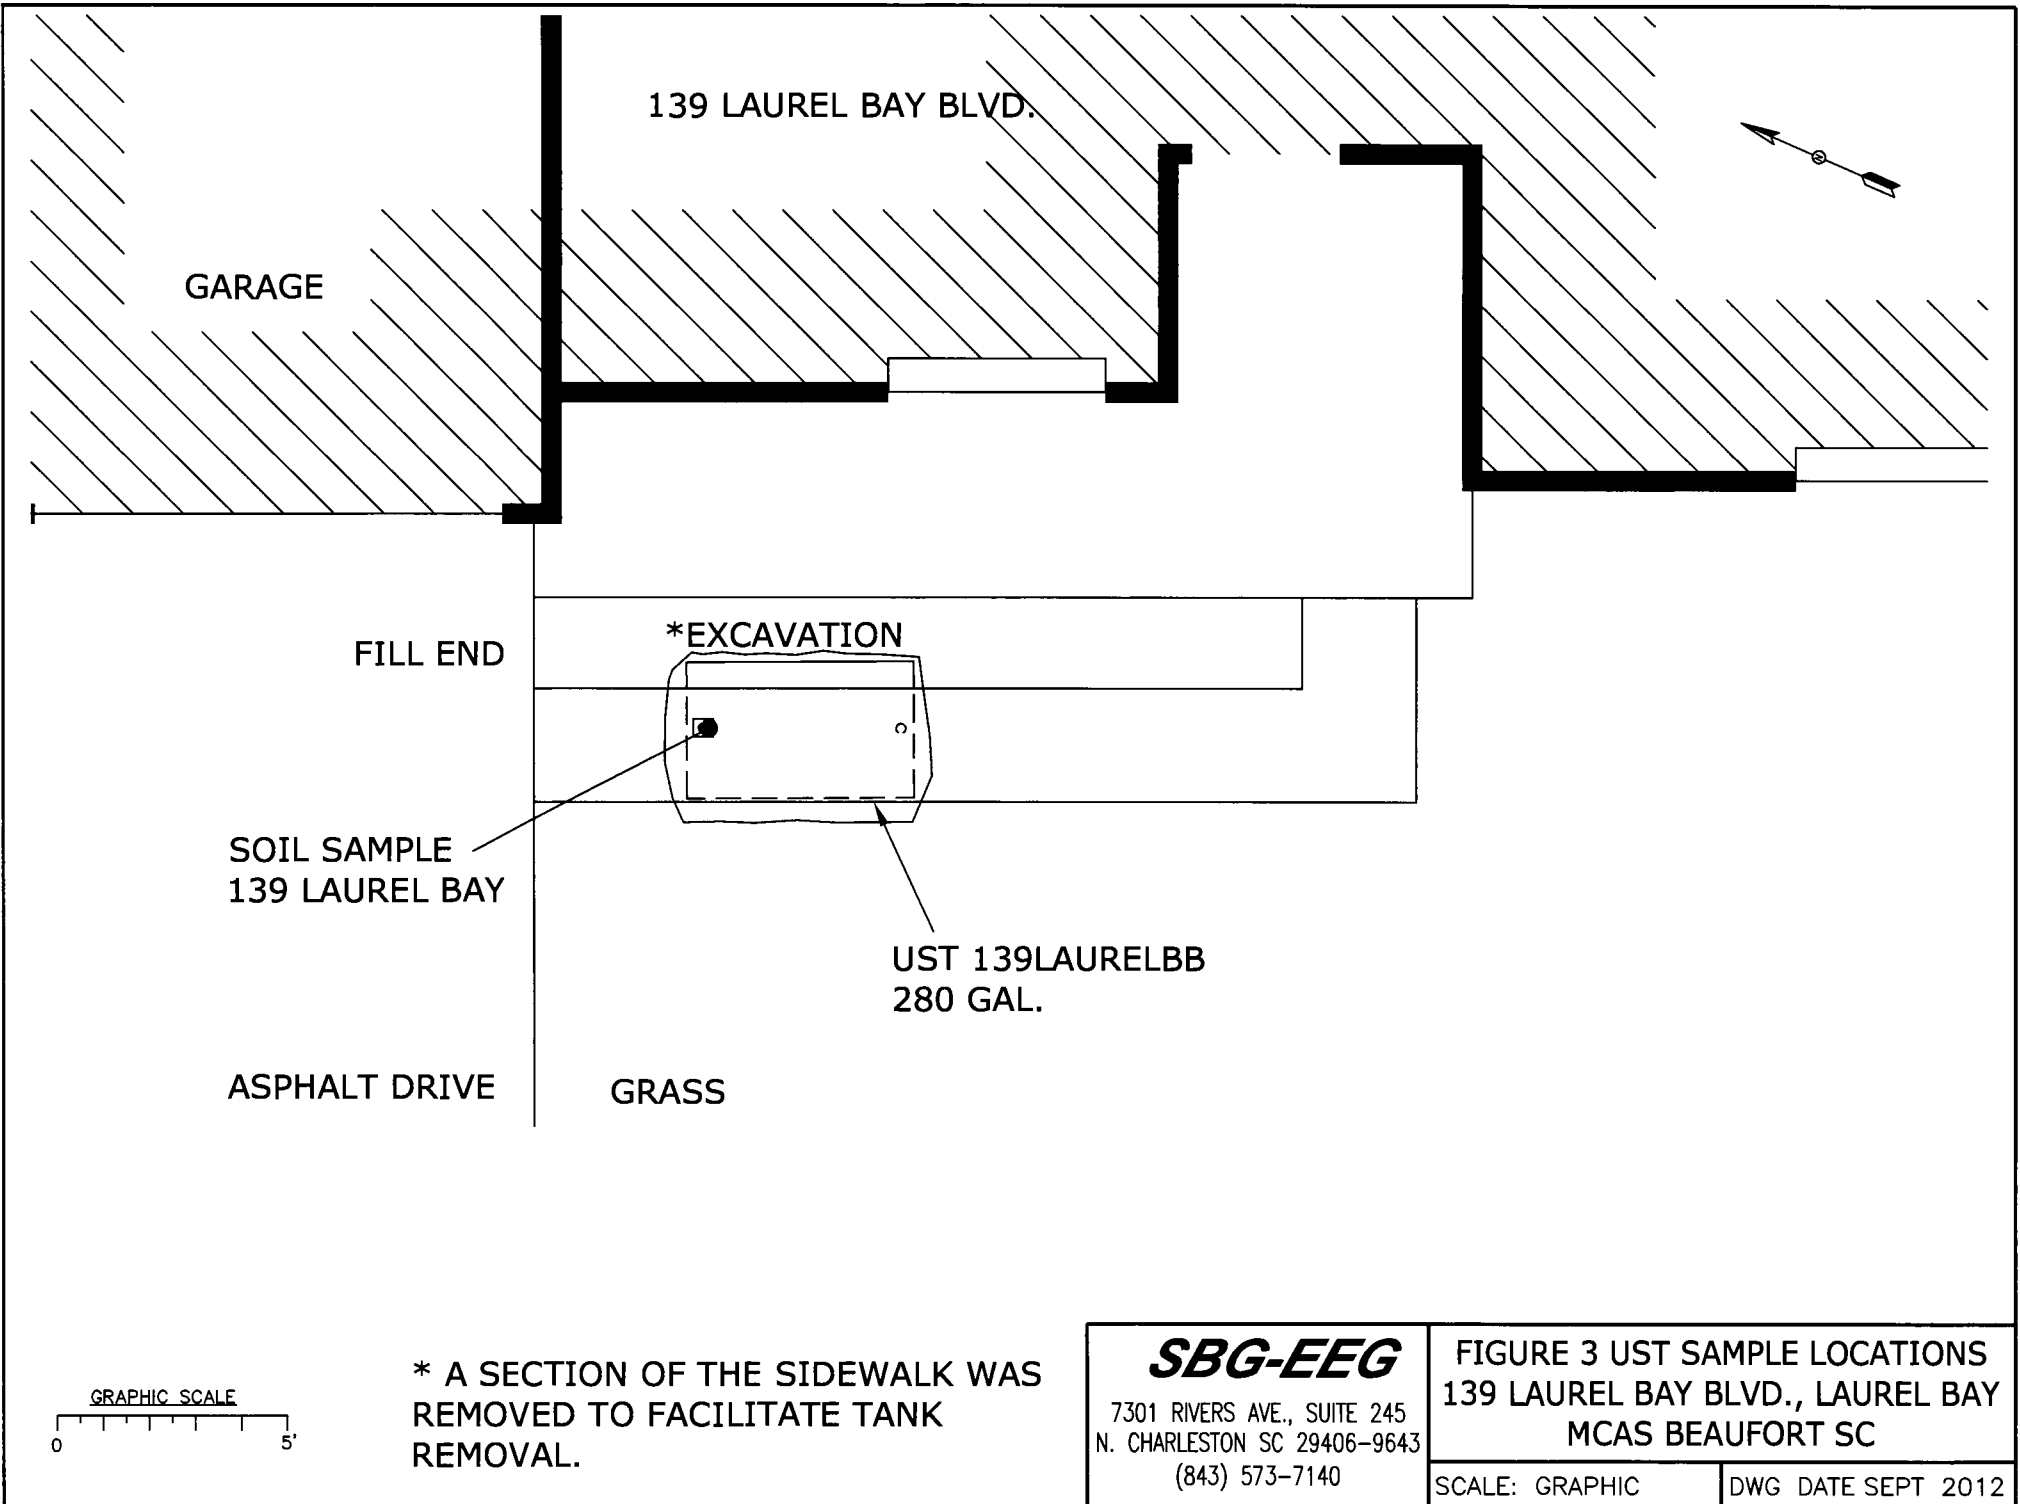 139 LAUREL BAY BLVD.
N
GARAGE
FILL END
*EXCAVATION
C
SOIL SAMPLE
139 LAUREL BAY
UST 139LAURELBB
280 GAL.
ASPHALT DRIVE
GRASS
GRAPHIC SCALE
0 5'
* A SECTION OF THE SIDEWALK WAS
REMOVED TO FACILITATE TANK
REMOVAL.
SBG-EEG
7301 RIVERS AVE., SUITE 245
N. CHARLESTON SC 29406-9643
(843) 573-7140
FIGURE 3 UST SAMPLE LOCATIONS
139 LAUREL BAY BLVD., LAUREL BAY
MCAS BEAUFORT SC
SCALE: GRAPHIC
DWG DATE SEPT 2012